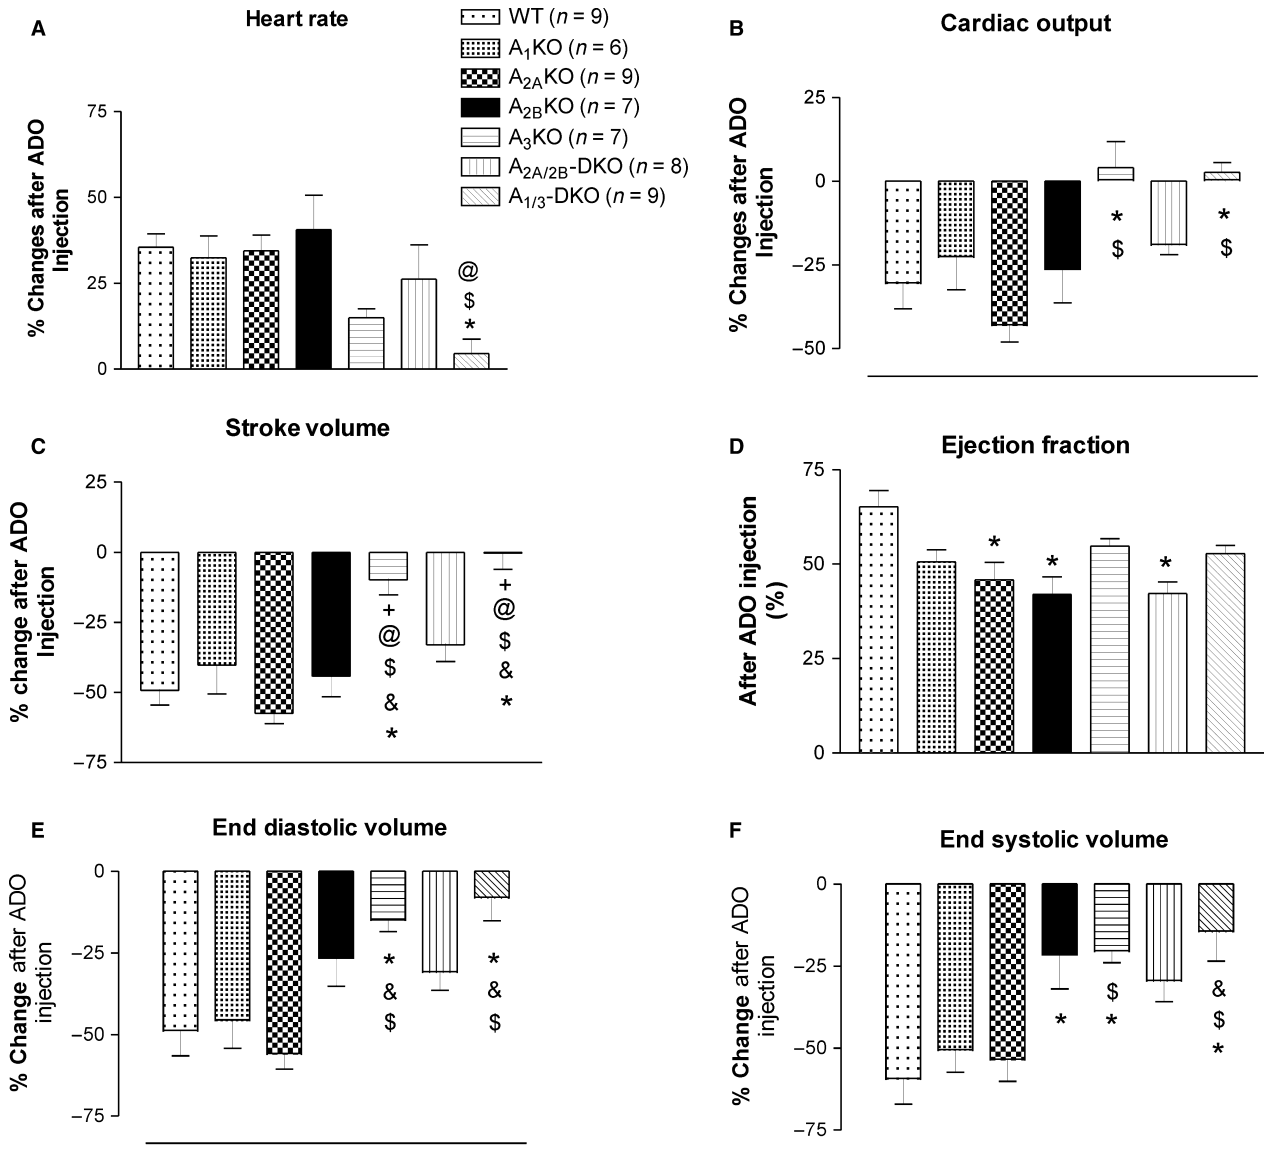 A
Heart rate
WT (n = 9)
A1KO (n = 6)
A2AKO (n = 9)
A2BKO (n = 7)
A3KO (n = 7)
A2A/2B-DKO (n = 8)
A1/3-DKO (n = 9)
% Changes after ADO
Injection
75
50
25
0
@
$
*
B
Cardiac output
% Changes after ADO
Injection
25
0
−25
−50
*
$
*
$
C
Stroke volume
% change after ADO
Injection
25
0
−25
−50
−75
+
@
$
&
*
+
@
$
&
*
D
Ejection fraction
After ADO injection
(%)
75
50
25
0
*
*
*
E
End diastolic volume
% Change after ADO
injection
0
−25
−50
−75
*
&
$
*
&
$
F
End systolic volume
% Change after ADO
injection
0
−25
−50
−75
*
$
*
&
$
*